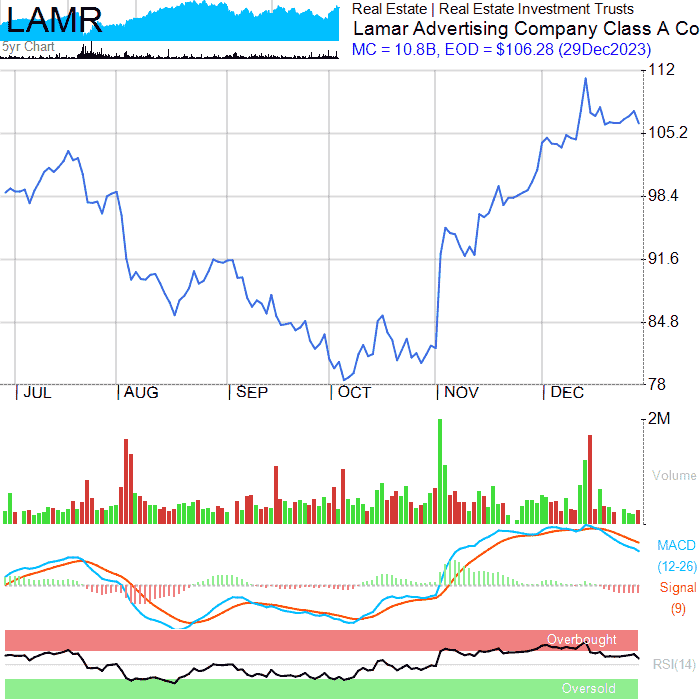 LAMR
5yr Chart
Real Estate | Real Estate Investment Trusts
Lamar Advertising Company Class A Co
MC = 10.8B, EOD = $106.28 (29Dec2023)
112
105.2
98.4
91.6
84.8
78
JUL AUG SEP OCT NOV DEC
2M
Volume
MACD
(12-26)
Signal
(9)
Overbought
RSI(14)
Oversold